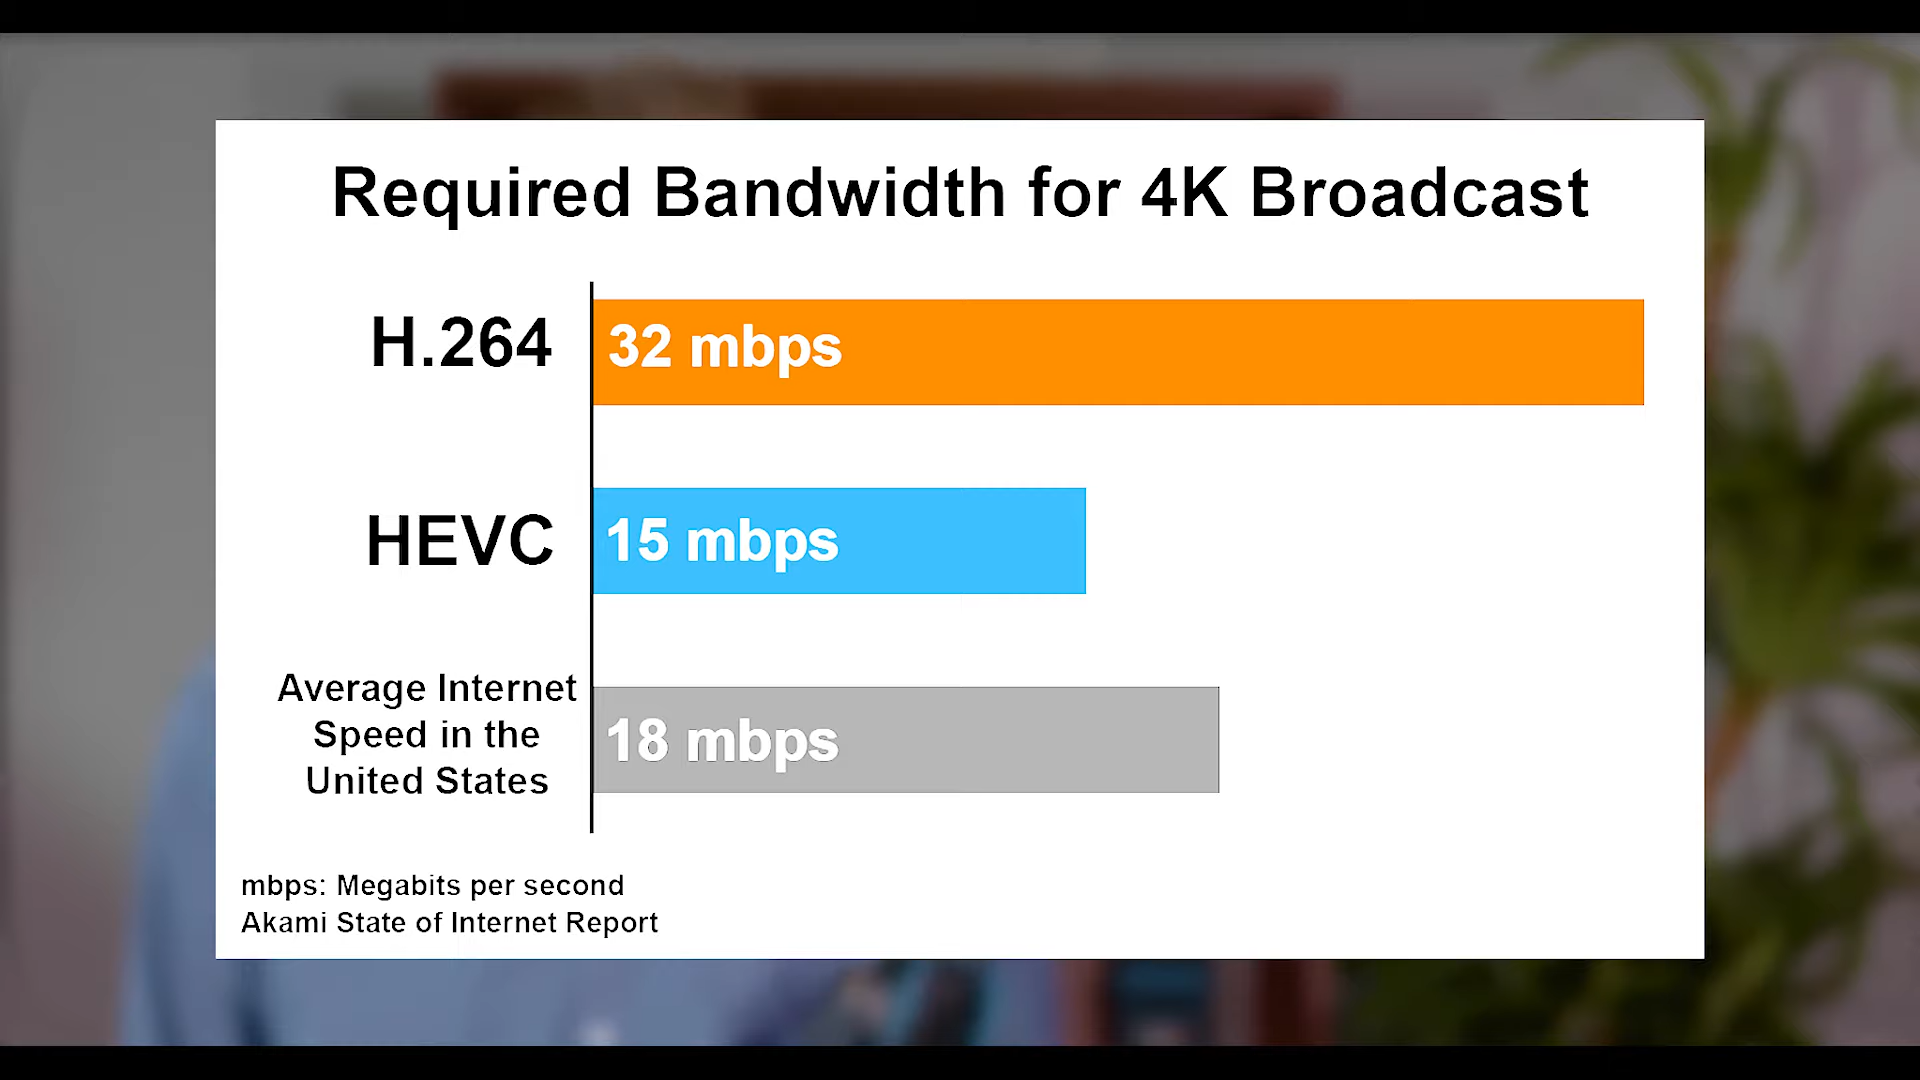 Required Bandwidth for 4K Broadcast
H.264
32 mbps
HEVC
15 mbps
Average Internet
Speed in the
United States
18 mbps
mbps: Megabits per second
Akami State of Internet Report